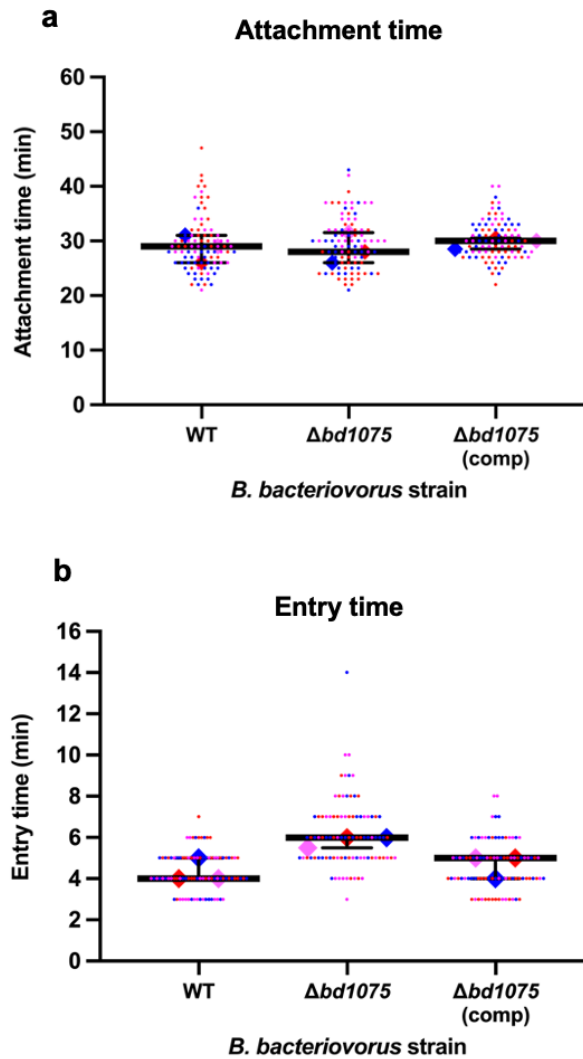 a
Attachment time
Attachment time (min)
60
50
40
30
20
10
0
WT
Δbd1075
Δbd1075
(comp)
B. bacteriovorus strain
b
Entry time
Entry time (min)
16
14
12
10
8
6
4
2
0
WT
Δbd1075
Δbd1075
(comp)
B. bacteriovorus strain